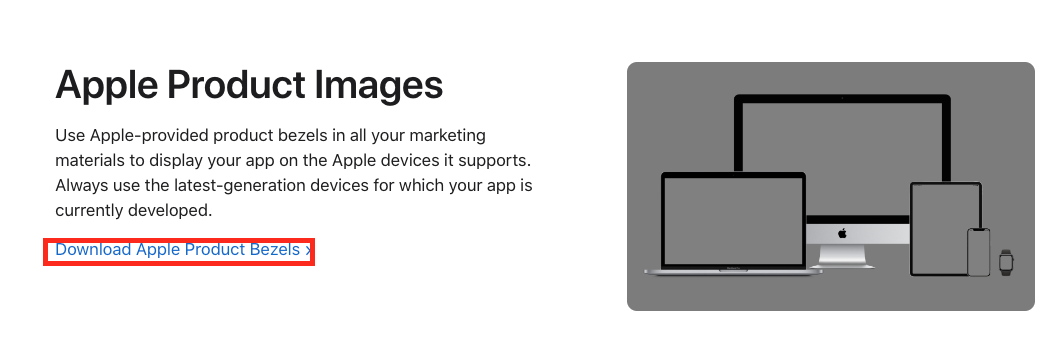 Apple Product Images
Use Apple-provided product bezels in all your marketing
materials to display your app on the Apple devices it supports.
Always use the latest-generation devices for which your app is
currently developed.
Download Apple Product Bezels ›